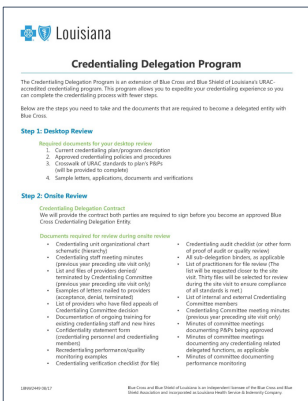 Louisiana
Credentialing Delegation Program
The Credentialing Delegation Program is an extension of Blue Cross and Blue Shield of Louisiana's URAC-
accredited credentialing program. This program allows you to expedite your credentialing experience so you
can complete the credentialing process with fewer steps.
Below are the steps you need to take and the documents that are required to become a delegated entity with
Blue Cross.
Step 1: Desktop Review
Required documents for your desktop review
1. Current credentialing plan/program description
2. Approved credentialing policies and procedures
3. Crosswalk of URAC standards to plan's P&Ps
(will be provided to complete)
4. Sample letters, applications, documents and verifications
Step 2: Onsite Review
Credentialing Delegation Contract
We will provide the contract both parties are required to sign before you become an approved Blue
Cross Credentialing Delegation Entity.
Documents required for review during onsite review
• Credentialing unit organizational chart
schematic (hierarchy)
• Credentialing staff meeting minutes
(previous year preceding site visit only)
• List and files of providers denied/
terminated by Credentialing Committee
(previous year preceding site visit only)
• Examples of letters mailed to providers
(acceptance, denial, terminated)
• List of providers who have filed appeals of
Credentialing Committee decision
• Documentation of ongoing training for
existing credentialing staff and new hires
• Confidentiality statement form
(credentialing personnel and committee
members)
• Recredentialing performance/quality
monitoring examples
• Credentialing verification checklist (per file)
• Credentialing audit checklist (or other form
of proof of audit or quality review)
• All sub-delegation binders, as applicable
• List of practitioners for file review (The
list will be requested closer to the site
visit. Thirty files will be selected for review
during the site visit to ensure compliance
of all standards is met)
• List of internal and external Credentialing
Committee members
• Credentialing Committee meeting minutes
(previous year preceding site visit only)
• Minutes of committee meetings
documenting P&Ps being approved
• Minutes of committee meetings
documenting any credentialing related
delegated functions, as applicable
• Minutes of committee documenting
performance monitoring
18NW2440 06/17
Blue Cross and Blue Shield of Louisiana is an independent licensee of the Blue Cross and Blue
Shield Association and incorporated as Louisiana Health Service & Indemnity Company.